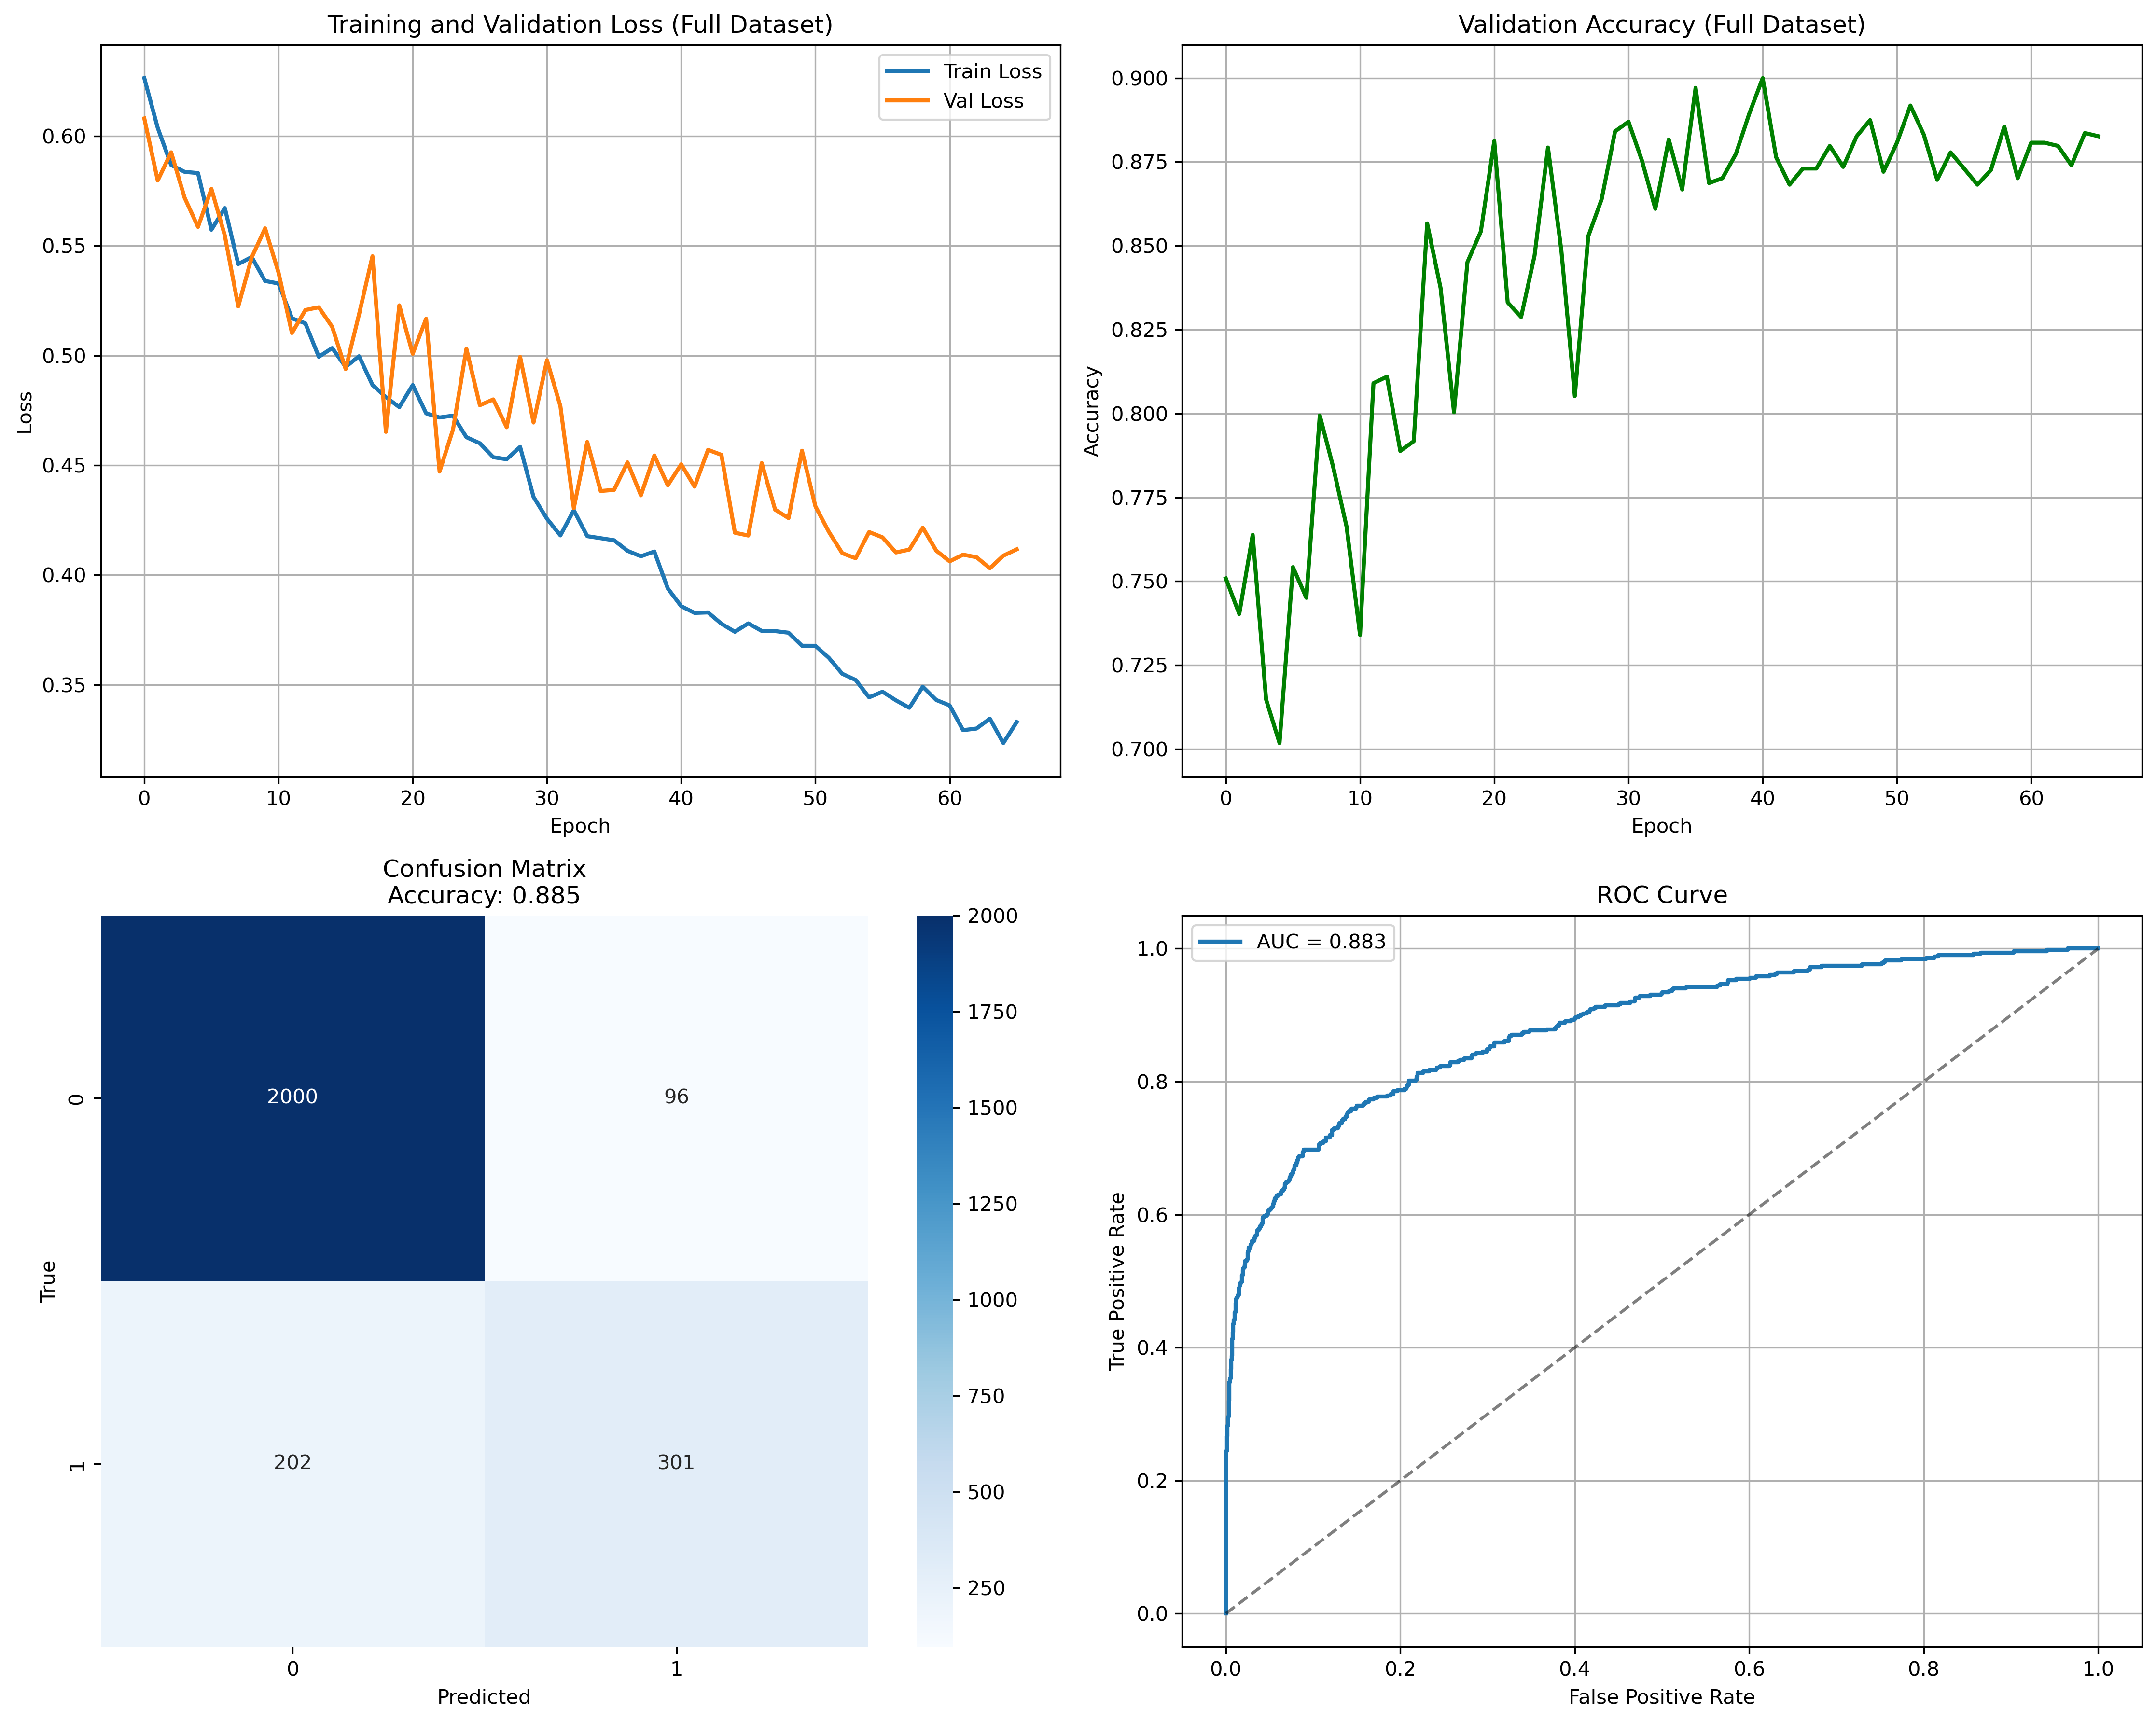 Training and Validation Loss (Full Dataset)
Train Loss
Val Loss
0.60
0.55
0.50
0.45
0.40
0.35
Loss
0 10 20 30 40 50 60
Epoch
Validation Accuracy (Full Dataset)
0.900
0.875
0.850
0.825
0.800
0.775
0.750
0.725
0.700
Accuracy
0 10 20 30 40 50 60
Epoch
Confusion Matrix
Accuracy: 0.885
2000 96
202 301
0
1
True
0 1
Predicted
2000
1750
1500
1250
1000
750
500
250
ROC Curve
AUC = 0.883
1.0
0.8
0.6
0.4
0.2
0.0
True Positive Rate
0.0 0.2 0.4 0.6 0.8 1.0
False Positive Rate